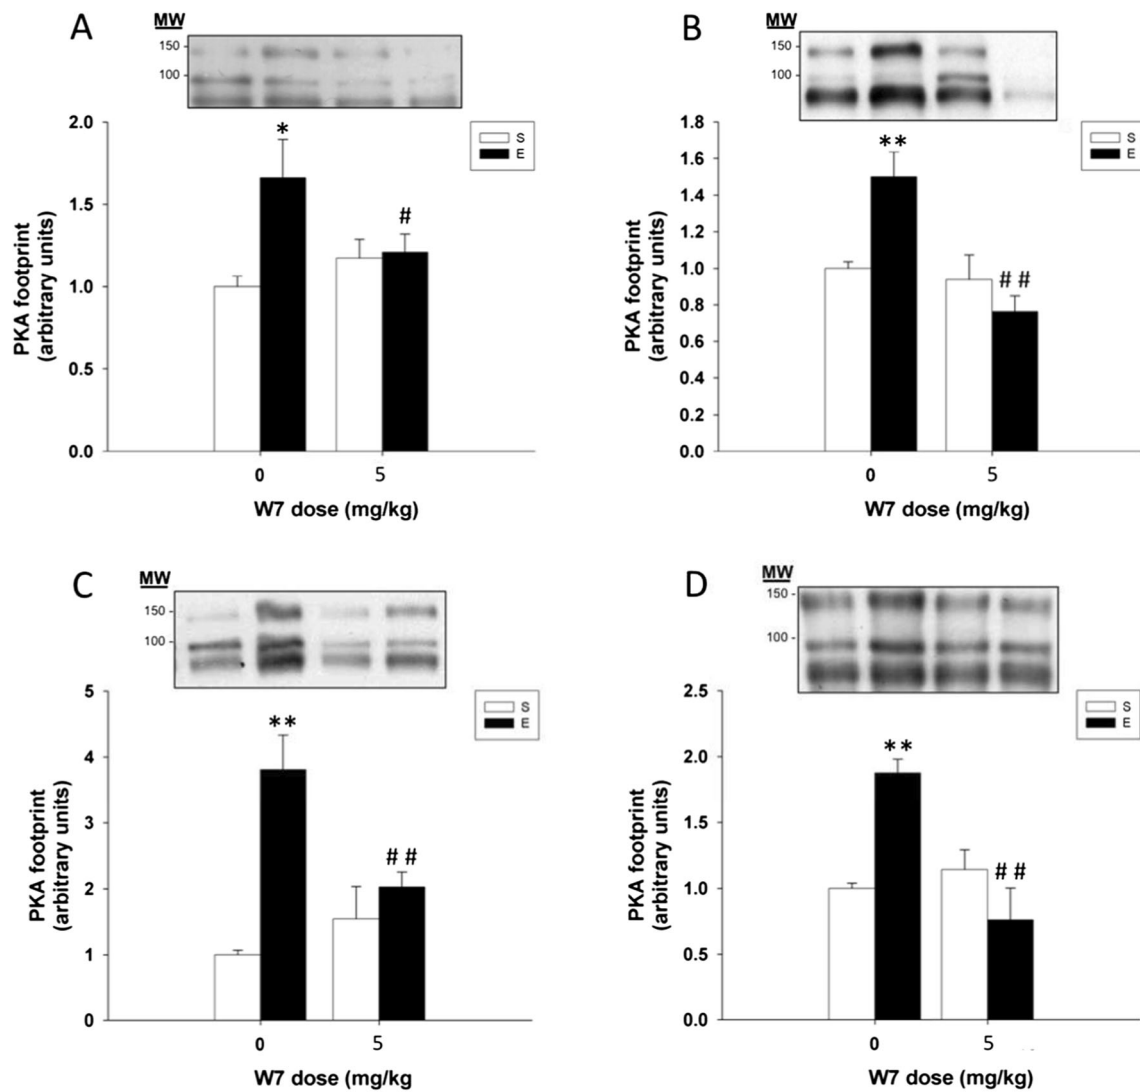 A
MW
150
100
2.0
S
E
*
1.5
#
1.0
0.5
0.0
PKA footprint
(arbitrary units)
0
5
W7 dose (mg/kg)
B
MW
150
100
1.8
S
E
**
1.6
1.4
1.2
1.0
##
0.8
0.6
0.4
0.2
0.0
PKA footprint
(arbitrary units)
0
5
W7 dose (mg/kg)
C
MW
150
100
5
S
E
**
4
3
##
2
1
0
PKA footprint
(arbitrary units)
0
5
W7 dose (mg/kg
D
MW
150
100
2.5
S
E
**
2.0
1.5
##
1.0
0.5
0.0
PKA footprint
(arbitrary units)
0
5
W7 dose (mg/kg)